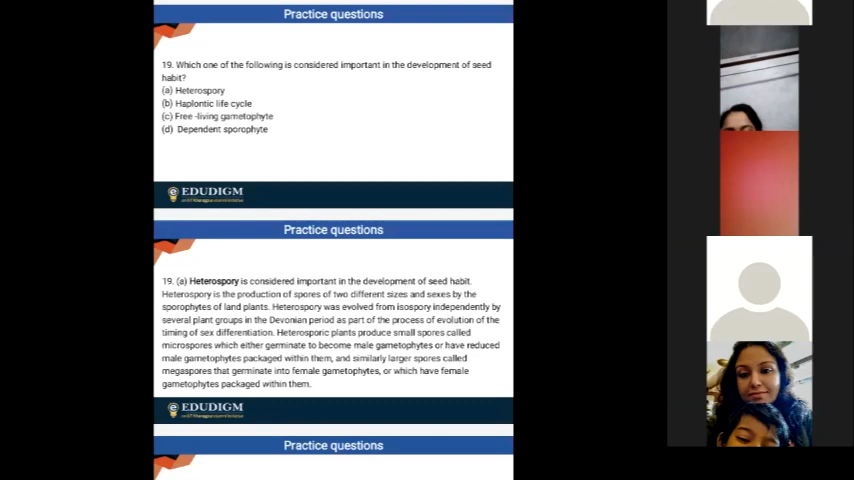 Practice questions
19. Which one of the following is considered important in the development of seed
habit?
(a) Heterospory
(b) Haplontic life cycle
(c) Free -living gametophyte
(d) Dependent sporophyte
EDUDIGM
Practice questions
19. (a) Heterospory is considered important in the development of seed habit.
Heterospory is the production of spores of two different sizes and sexes by the
sporophytes of land plants. Heterospory was evolved from isospory independently by
several plant groups in the Devonian period as part of the process of evolution of the
timing of sex differentiation. Heterosporic plants produce small spores called
microspores which either germinate to become male gametophytes or have reduced
male gametophytes packaged within them, and similarly larger spores called
megaspores that germinate into female gametophytes, or which have female
gametophytes packaged within them.
EDUDIGM
Practice questions